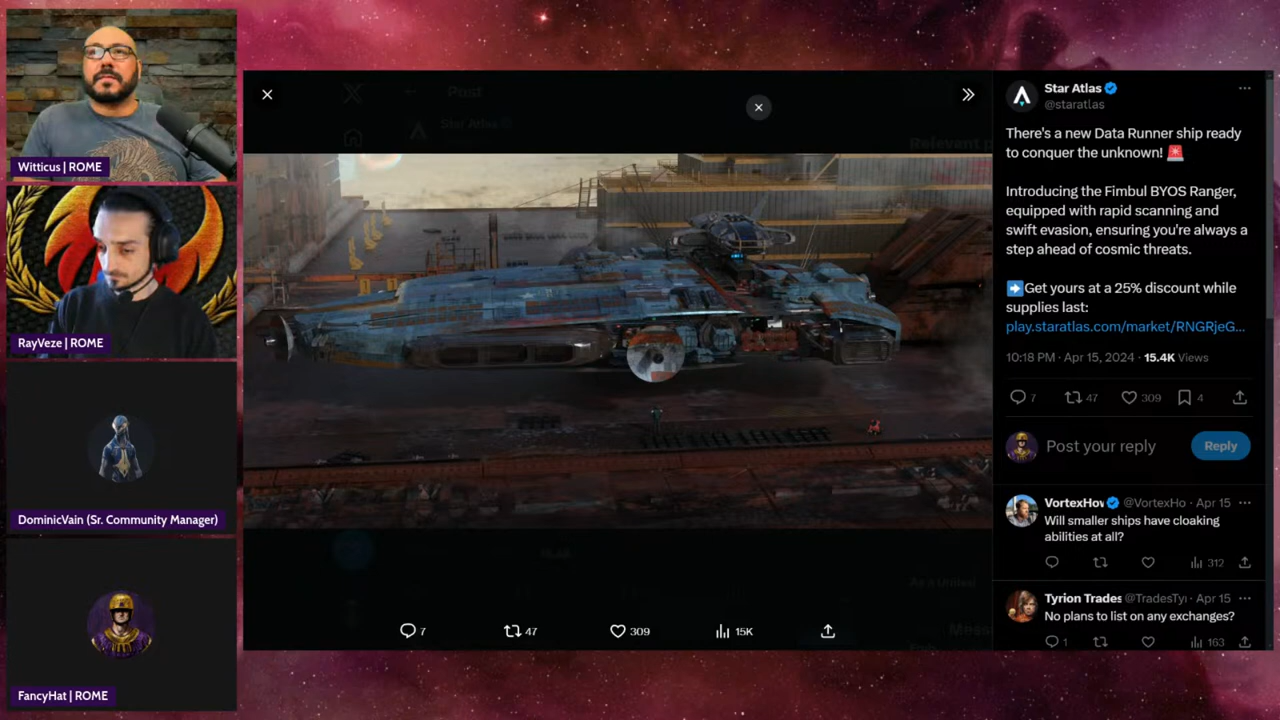 Witticus | ROME
RayVeze | ROME
DominicVain (Sr. Community Manager)
FancyHat | ROME
Post
Star Atlas
7
47
309
15K
Star Atlas
@staratlas
There's a new Data Runner ship ready
to conquer the unknown! 🚨
Introducing the Fimbul BYOS Ranger,
equipped with rapid scanning and
swift evasion, ensuring you're always a
step ahead of cosmic threats.
➡️Get yours at a 25% discount while
supplies last:
play.staratlas.com/market/RNGRjeG...
10:18 PM · Apr 15, 2024 · 15.4K Views
7 47 309 4
Post your reply Reply
VortexHov @VortexHo · Apr 15
Will smaller ships have cloaking
abilities at all?
312
Tyrion Trades @TradesTyr · Apr 15
No plans to list on any exchanges?
1 163